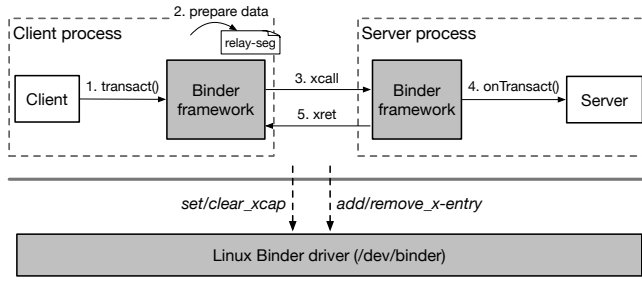 2. prepare data
Client process
relay-seg
Server process
Client
1. transact()
Binder
framework
3. xcall
5. xret
Binder
framework
4. onTransact()
Server
set/clear_xcap
add/remove_x-entry
Linux Binder driver (/dev/binder)